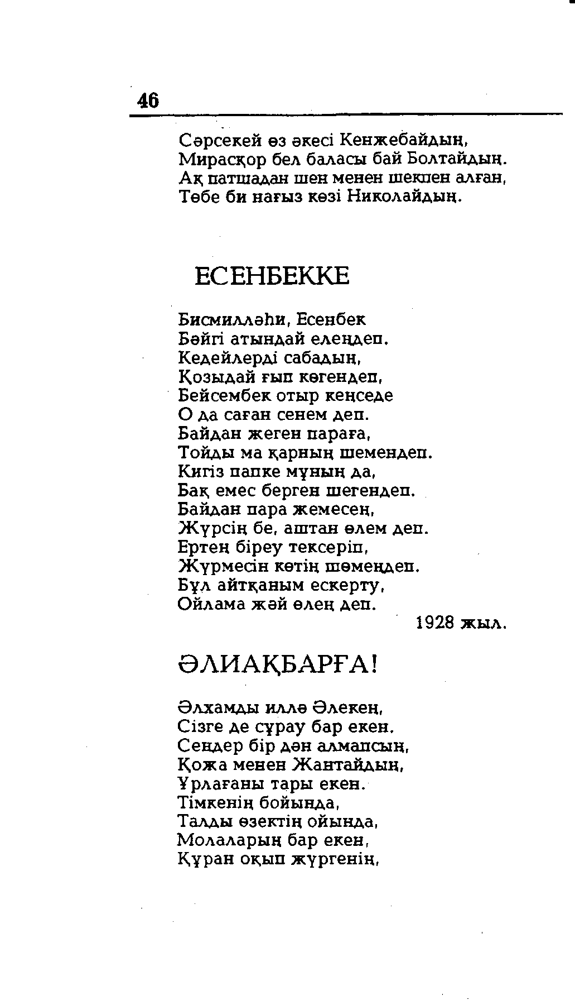 46
Сәрсекей өз әкесі Кенжебайдың,
Мирасқор бел баласы бай Болтайдың.
Ақ патшадан шен менен шекпен алған,
Төбе би нағыз көзі Николайдың.
ЕСЕНБЕККЕ
Бисмилләһи, Есенбек
Бәйгі атындай елеңдеп.
Кедейлерді сабадың,
Қозыдай ғып көгендеп,
Бейсембек отыр кеңседе
О да саған сенем деп.
Байдан жеген параға,
Тойды ма қарның шемендеп.
Кигіз папке мұның да,
Бақ емес берген шегендеп.
Байдан пара жемесең,
Жүрсің бе, аштан өлем деп.
Ертең біреу тексеріп,
Жүрмесін көтің шөмеңдеп.
Бұл айтқаным ескерту,
Ойлама жәй өлең деп.
1928 жыл.
ӘЛИАҚБАРҒА!
Әлхамды иллә Әлекең,
Сізге де сұрау бар екен.
Сеңдер бір дән алмапсың,
Қожа менен Жантайдың,
Ұрлағаны тары екен.
Тімкенің бойында,
Талды өзектің ойында,
Молаларың бар екен,
Құран оқып жүргенің,